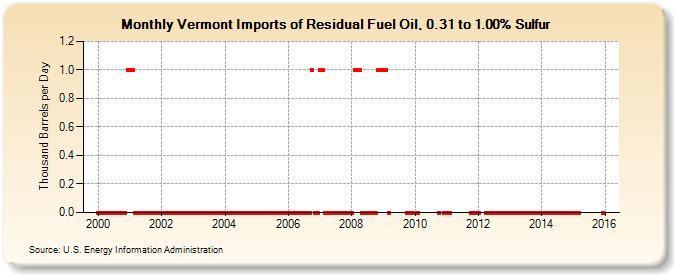 Monthly Vermont Imports of Residual Fuel Oil, 0.31 to 1.00% Sulfur
Thousand Barrels per Day
1.2
1.0
0.8
0.6
0.4
0.2
0.0
2000 2002 2004 2006 2008 2010 2012 2014 2016
Source: U.S. Energy Information Administration